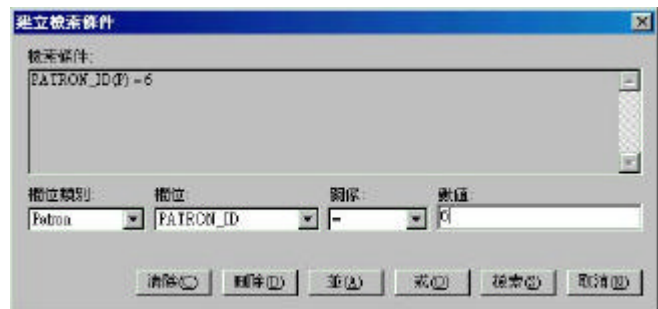 建立檢索條件
檢索條件:
PATRON_ID(P) = 6
欄位類別: 欄位: 關係: 數值:
Patron PATRON_ID = 0
清除(C) 刪除(D) 並(A) 或(O) 檢索(S) 取消(N)